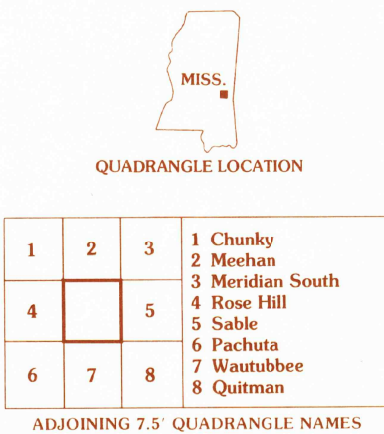 MISS.
QUADRANGLE LOCATION
1 2 3
4 5
6 7 8
1 Chunky
2 Meehan
3 Meridian South
4 Rose Hill
5 Sable
6 Pachuta
7 Wautubbee
8 Quitman
ADJOINING 7.5′ QUADRANGLE NAMES